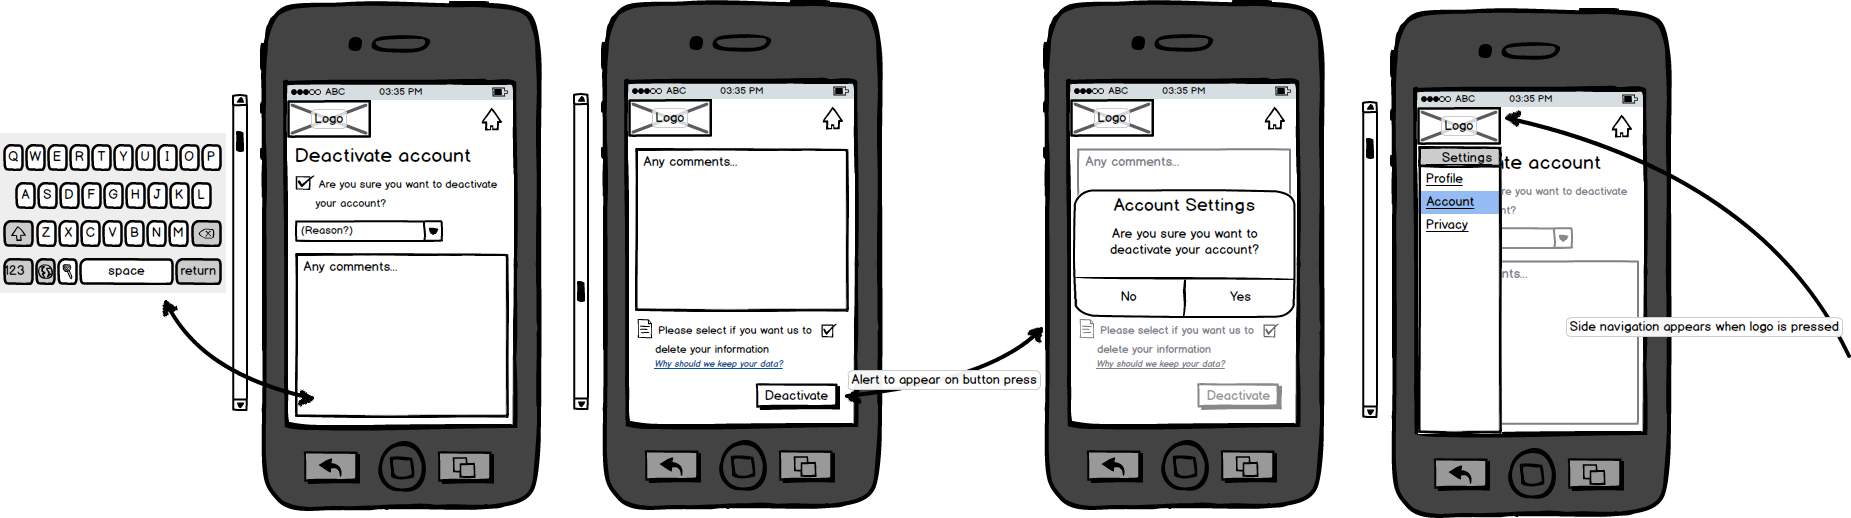 Q W E R T Y U I O P
A S D F G H J K L
Z X C V B N M
123 space return
ABC 03:35 PM
Logo
Deactivate account
Are you sure you want to deactivate
your account?
(Reason?)
Any comments...
ABC 03:35 PM
Logo
Any comments...
Please select if you want us to
delete your information
Why should we keep your data?
Deactivate
Alert to appear on button press
ABC 03:35 PM
Logo
Any comments...
Account Settings
Are you sure you want to
deactivate your account?
No Yes
Please select if you want us to
delete your information
Why should we keep your data?
Deactivate
ABC 03:35 PM
Logo
Settings
Profile
Account
Privacy
te account
re you want to deactivate
nt?
nts...
Side navigation appears when logo is pressed